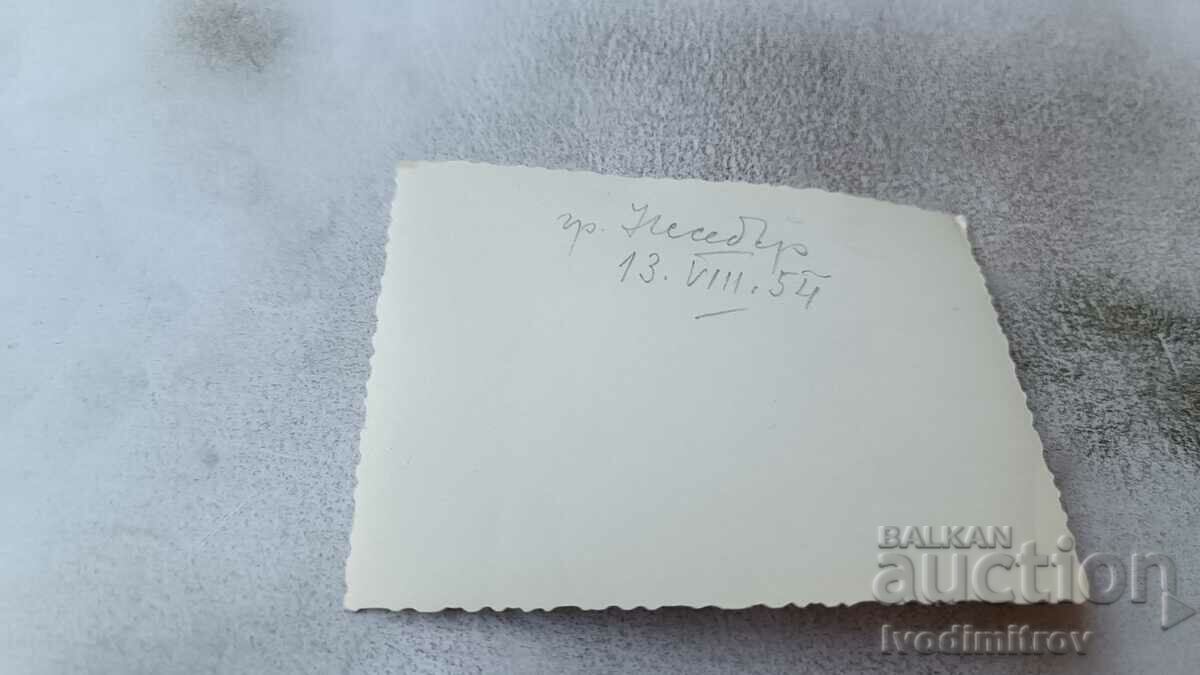 гр. Несебър
13. VIII. 54
BALKAN
auction
Ivodimitrov